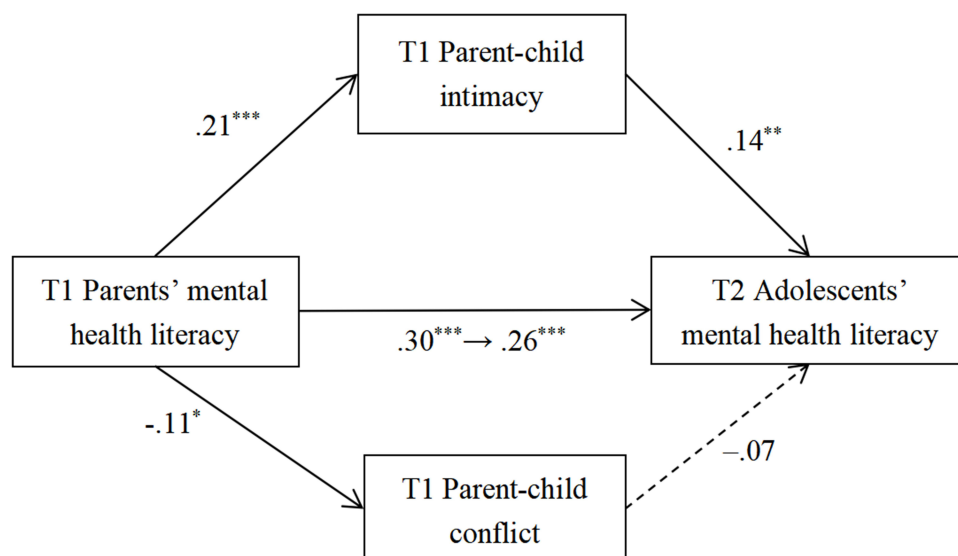 T1 Parent-child
intimacy
.21***
.14**
T1 Parents’ mental
health literacy
T2 Adolescents’
mental health literacy
.30***→ .26***
-.11*
–.07
T1 Parent-child
conflict